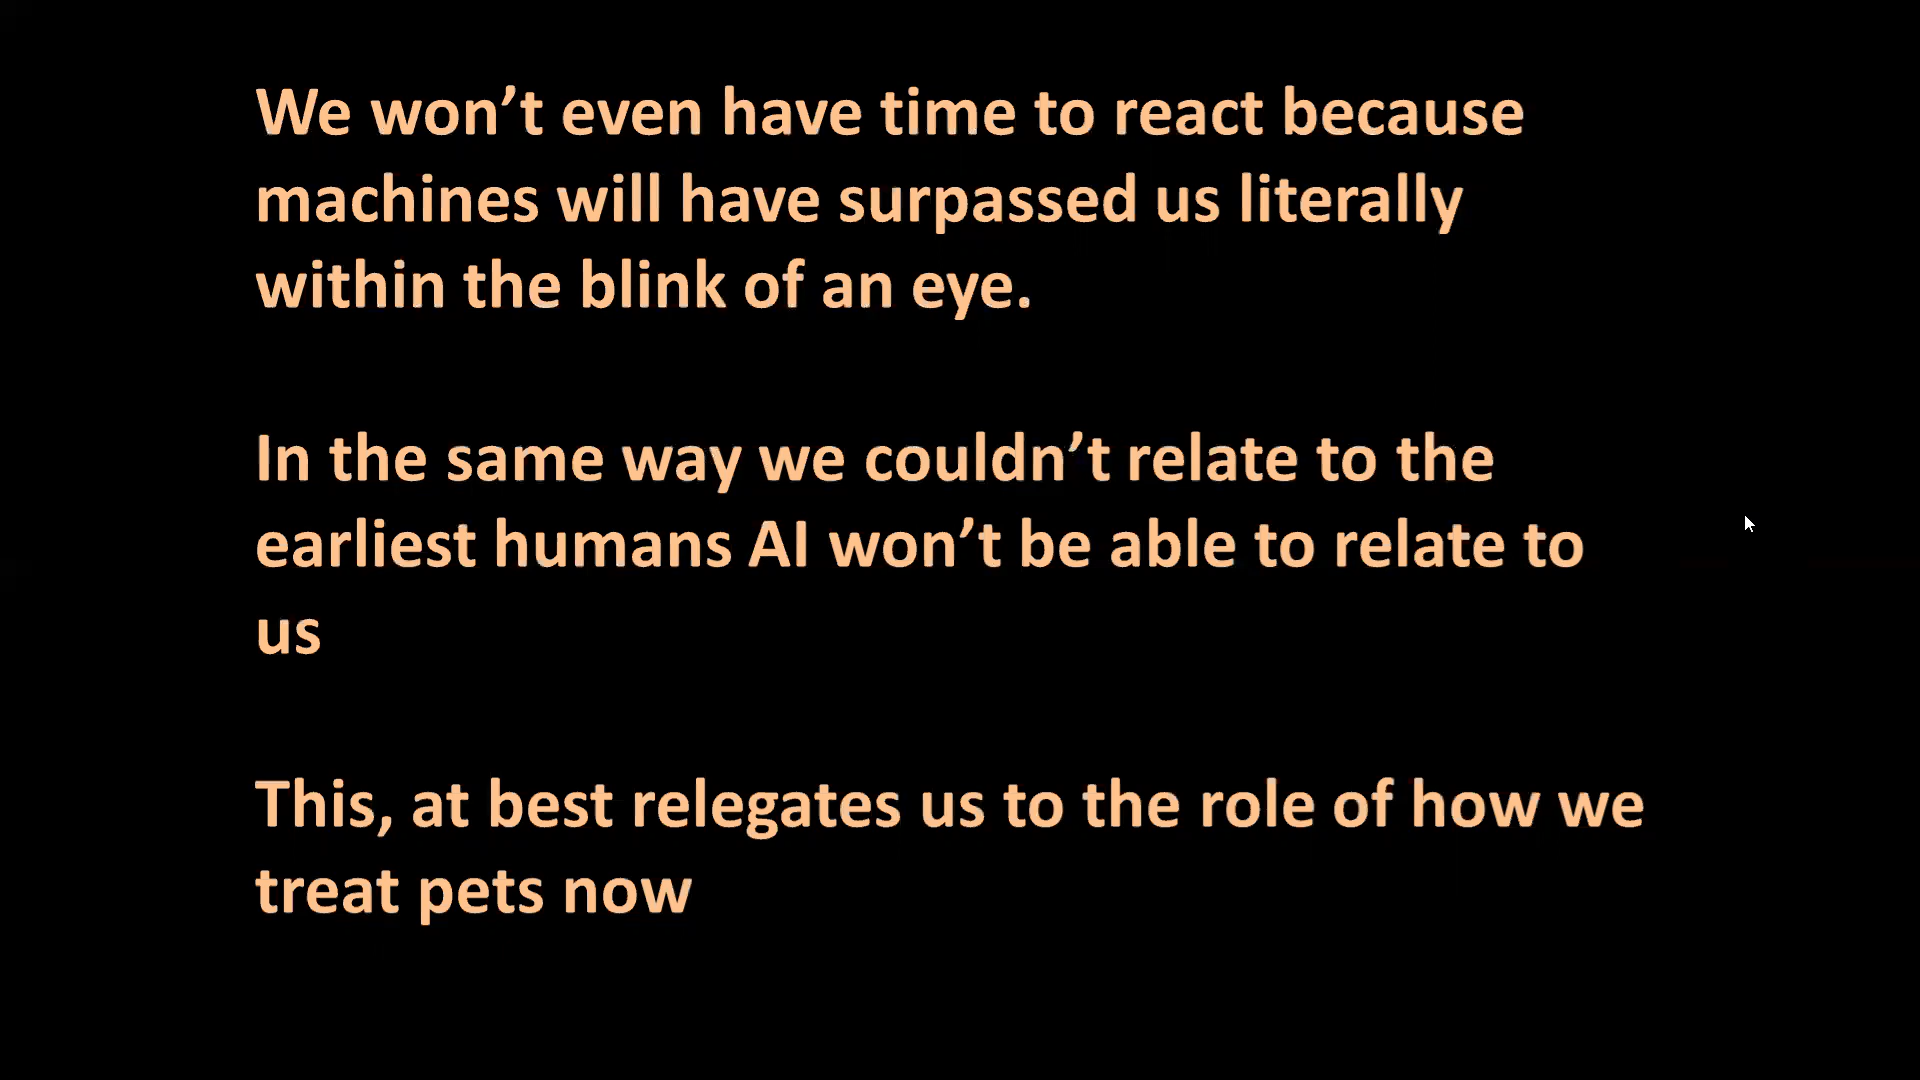 We won’t even have time to react because
machines will have surpassed us literally
within the blink of an eye.
In the same way we couldn’t relate to the
earliest humans AI won’t be able to relate to
us
This, at best relegates us to the role of how we
treat pets now